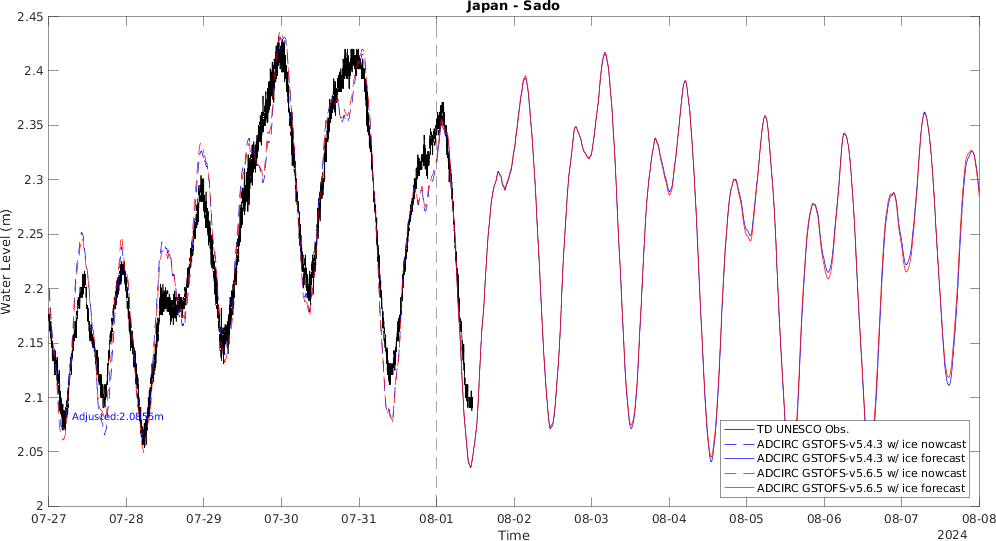 Japan - Sado
2.45
2.4
2.35
2.3
2.25
2.2
2.15
2.1
2.05
2
Water Level (m)
Adjusted:2.0855m
TD UNESCO Obs.
ADCIRC GSTOFS-v5.4.3 w/ ice nowcast
ADCIRC GSTOFS-v5.4.3 w/ ice forecast
ADCIRC GSTOFS-v5.6.5 w/ ice nowcast
ADCIRC GSTOFS-v5.6.5 w/ ice forecast
07-27 07-28 07-29 07-30 07-31 08-01 08-02 08-03 08-04 08-05 08-06 08-07 08-08
Time
2024